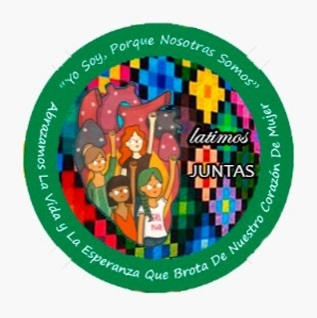 "Yo Soy, Porque Nosotras Somos"
latimos
JUNTAS
Abrazamos La Vida y La Esperanza Que Brota De Nuestro Corazón De Mujer